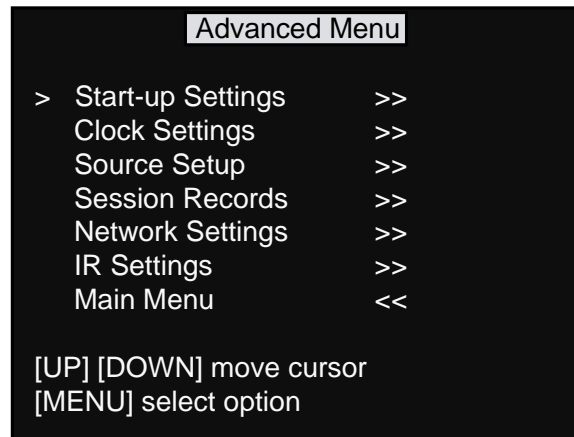 Advanced Menu
> Start-up Settings >>
Clock Settings >>
Source Setup >>
Session Records >>
Network Settings >>
IR Settings >>
Main Menu <<
[UP] [DOWN] move cursor
[MENU] select option